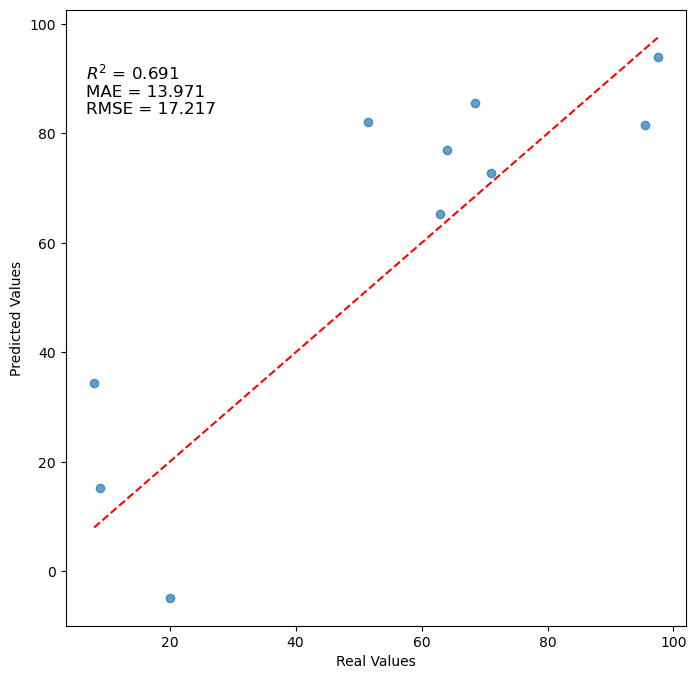 100
80
60
40
20
0
R² = 0.691
MAE = 13.971
RMSE = 17.217
Predicted Values
20 40 60 80 100
Real Values